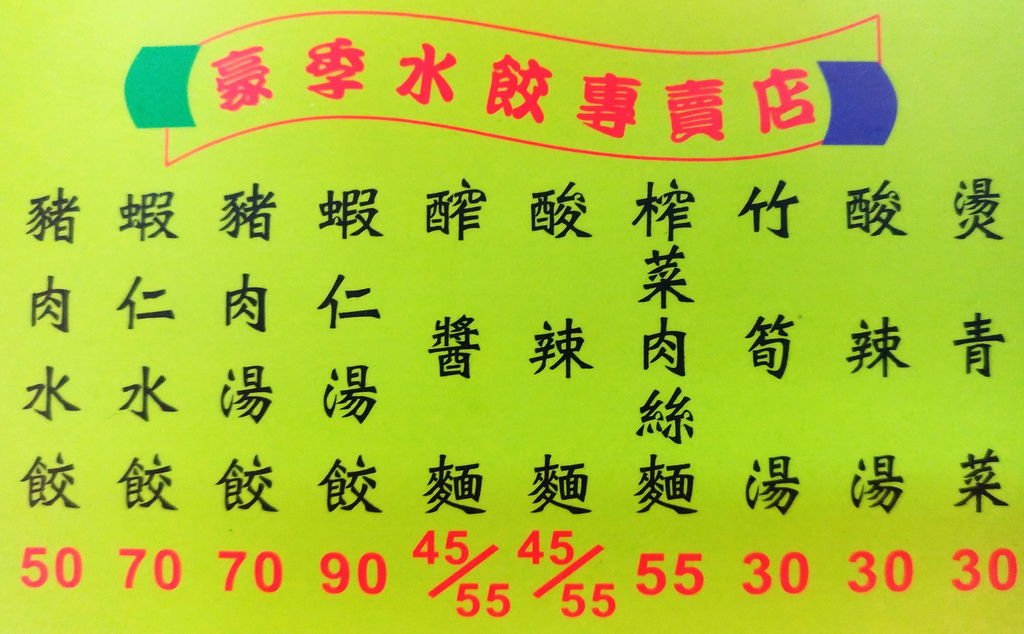 豪季水餃專賣店
豬肉水餃 50
蝦仁水餃 70
豬肉湯餃 70
蝦仁湯餃 90
醡醬麵 45/55
酸辣麵 45/55
榨菜肉絲麵 55
竹筍湯 30
酸辣湯 30
燙青菜 30